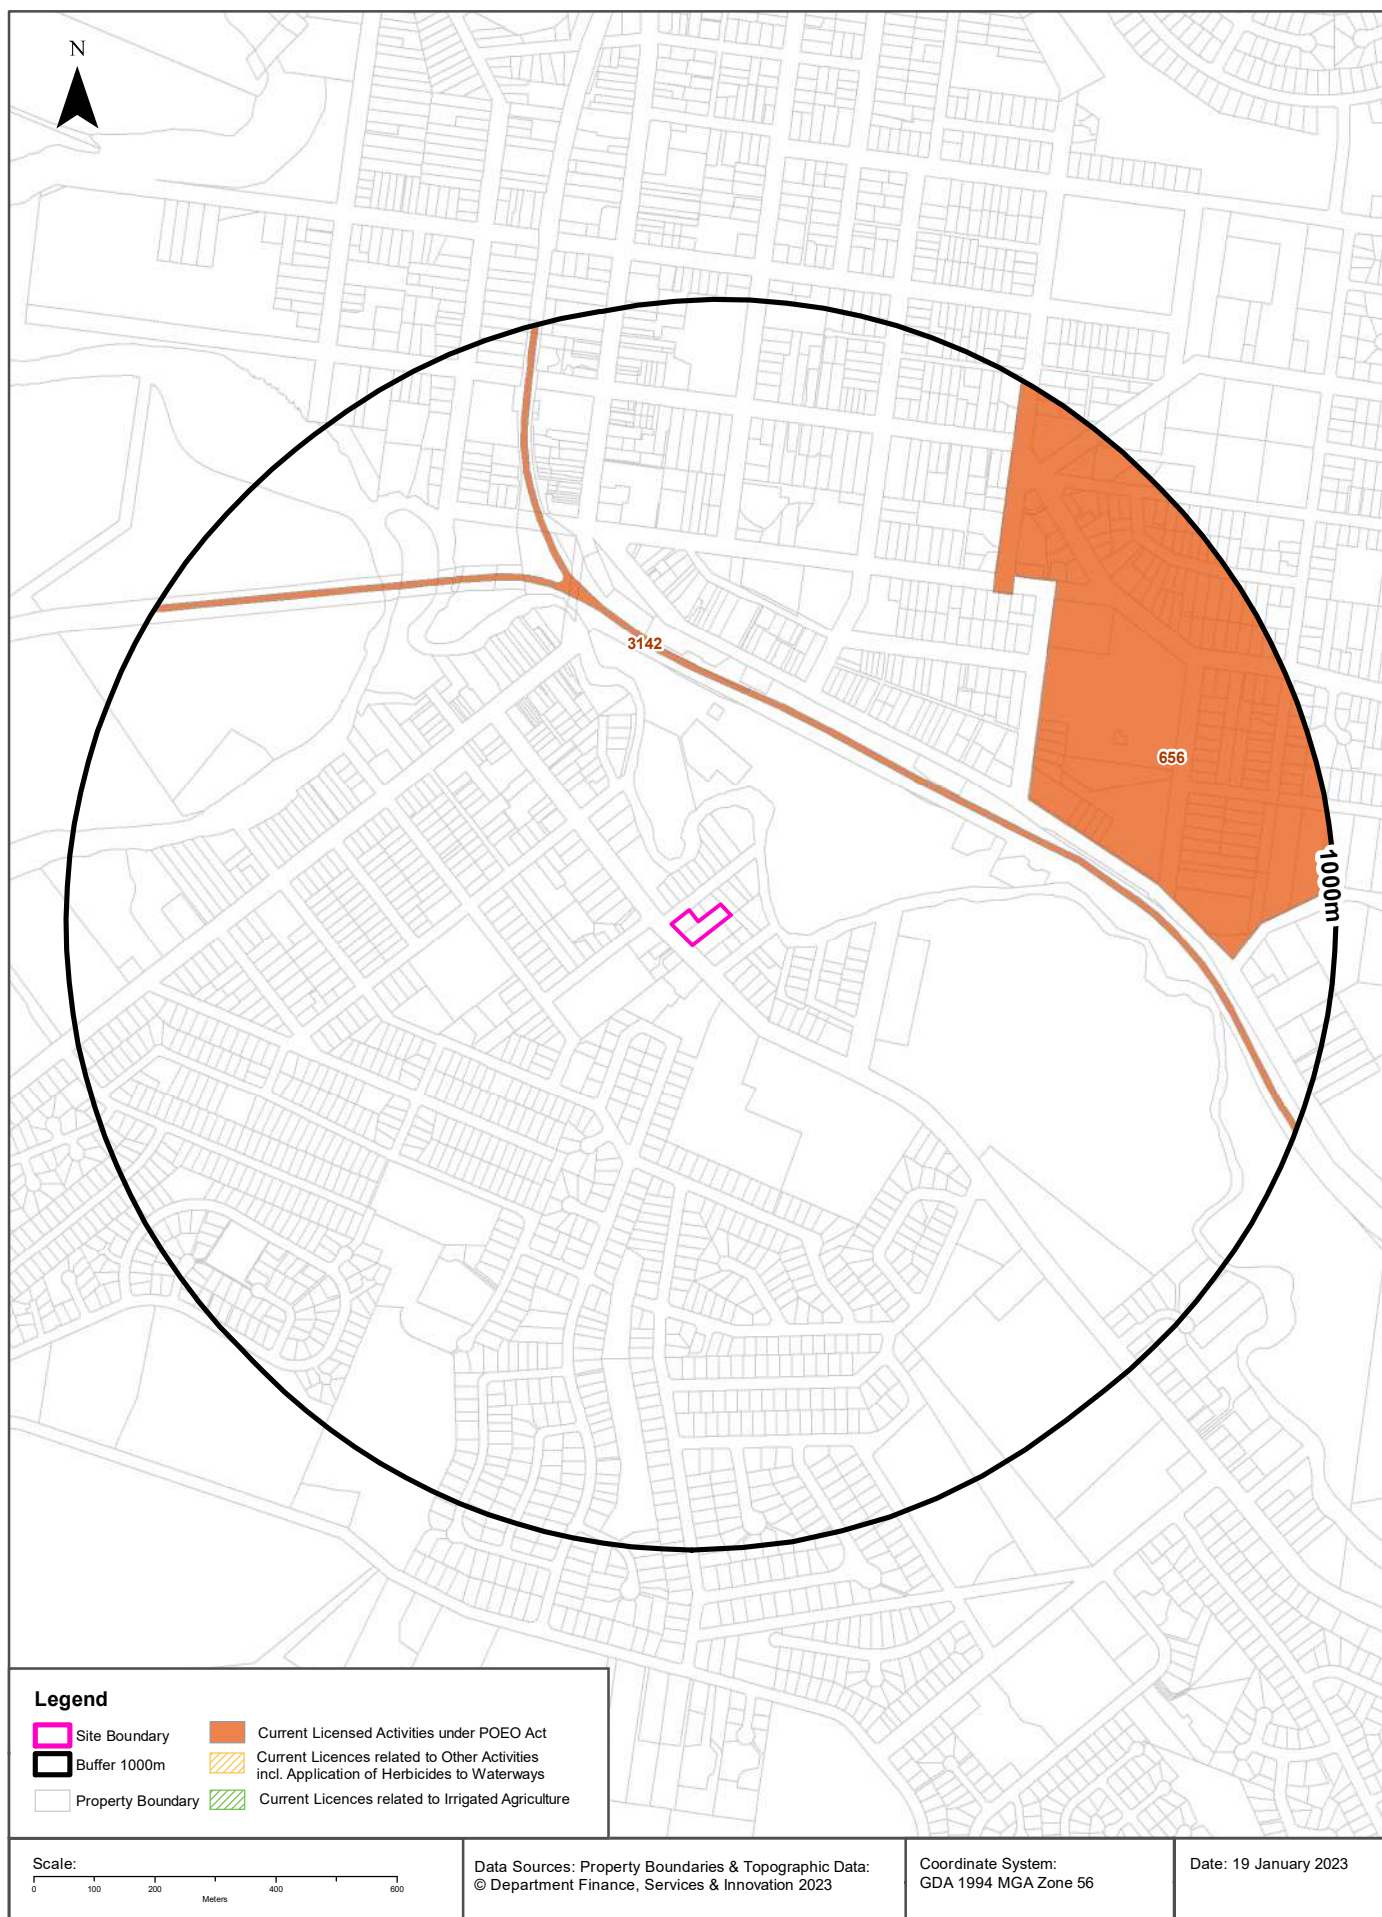 N
3142
656
1000m
Legend
Site Boundary
Buffer 1000m
Property Boundary
Current Licensed Activities under POEO Act
Current Licences related to Other Activities
incl. Application of Herbicides to Waterways
Current Licences related to Irrigated Agriculture
Scale:
0 100 200 400 600
Meters
Data Sources: Property Boundaries & Topographic Data:
© Department Finance, Services & Innovation 2023
Coordinate System:
GDA 1994 MGA Zone 56
Date: 19 January 2023